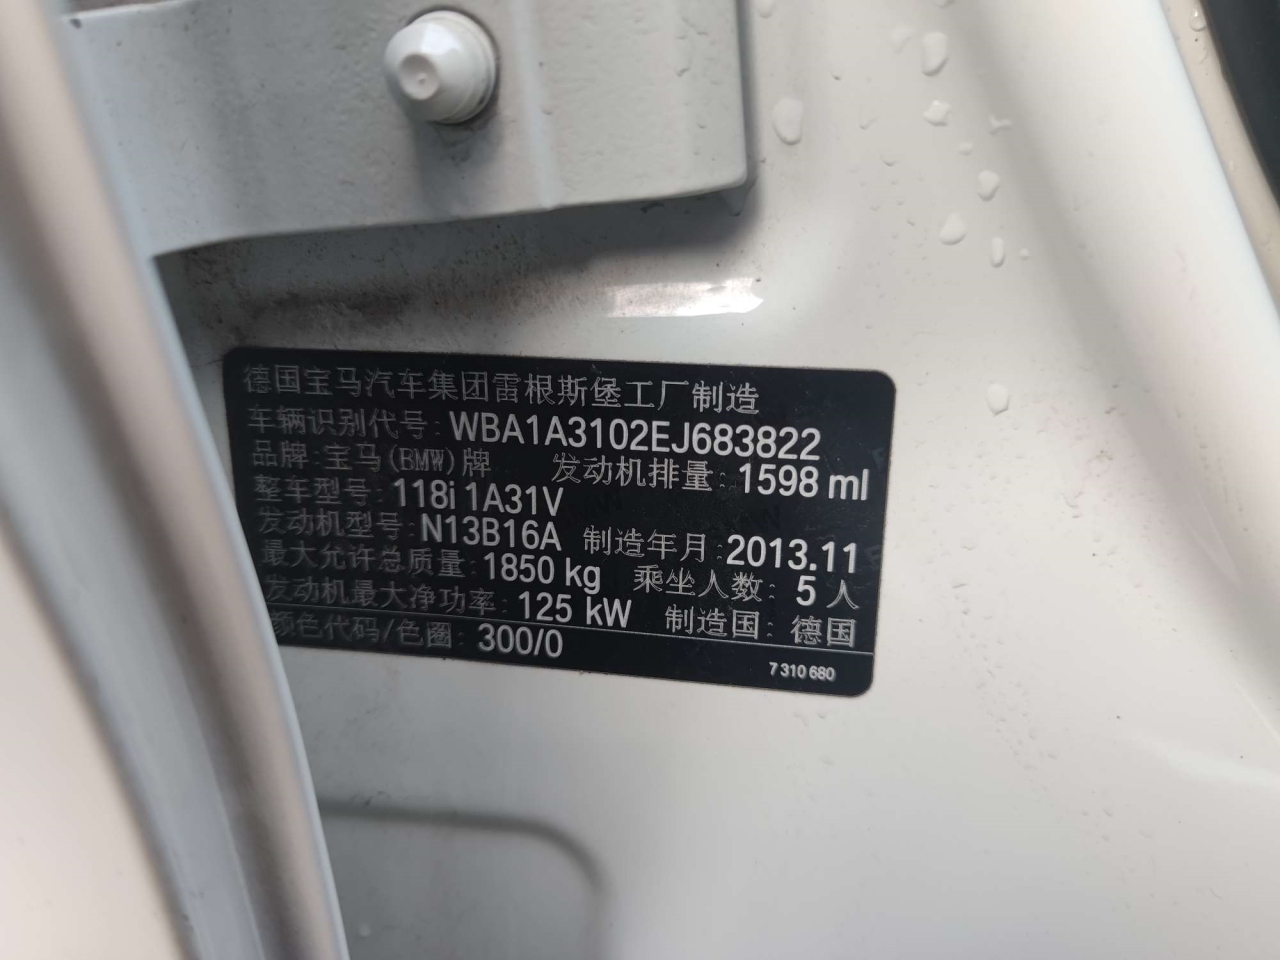 德国宝马汽车集团雷根斯堡工厂制造
车辆识别代号: WBA1A3102EJ683822
品牌: 宝马(BMW)牌 发动机排量: 1598 ml
整车型号: 118i 1A31V
发动机型号: N13B16A 制造年月: 2013.11
最大允许总质量: 1850 kg 乘坐人数: 5 人
发动机最大净功率: 125 kW 制造国: 德国
颜色代码/色圈: 300/0
7 310 680